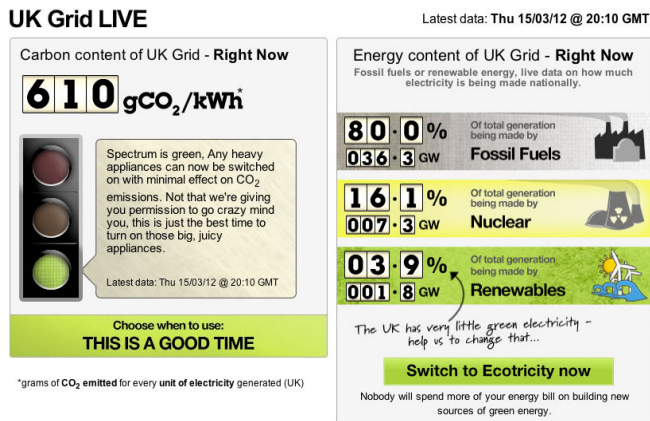 UK Grid LIVE
Latest data: Thu 15/03/12 @ 20:10 GMT
Carbon content of UK Grid - Right Now
610 gCO2/kWh*
Spectrum is green, Any heavy
appliances can now be switched
on with minimal effect on CO2
emissions. Not that we're giving
you permission to go crazy mind
you, this is just the best time to
turn on those big, juicy
appliances.
Latest data: Thu 15/03/12 @ 20:10 GMT
Choose when to use:
THIS IS A GOOD TIME
*grams of CO2 emitted for every unit of electricity generated (UK)
Energy content of UK Grid - Right Now
Fossil fuels or renewable energy, live data on how much
electricity is being made nationally.
80.0%
036.3 GW
Of total generation
being made by
Fossil Fuels
16.1%
007.3 GW
Of total generation
being made by
Nuclear
03.9%
001.8 GW
Of total generation
being made by
Renewables
The UK has very little green electricity -
help us to change that...
Switch to Ecotricity now
Nobody will spend more of your energy bill on building new
sources of green energy.